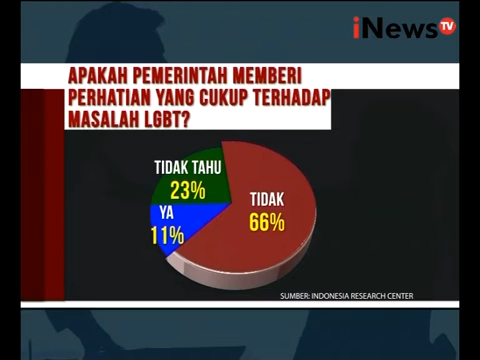 iNews TV
APAKAH PEMERINTAH MEMBERI
PERHATIAN YANG CUKUP TERHADAP
MASALAH LGBT?
TIDAK TAHU
23%
YA
11%
TIDAK
66%
SUMBER: INDONESIA RESEARCH CENTER